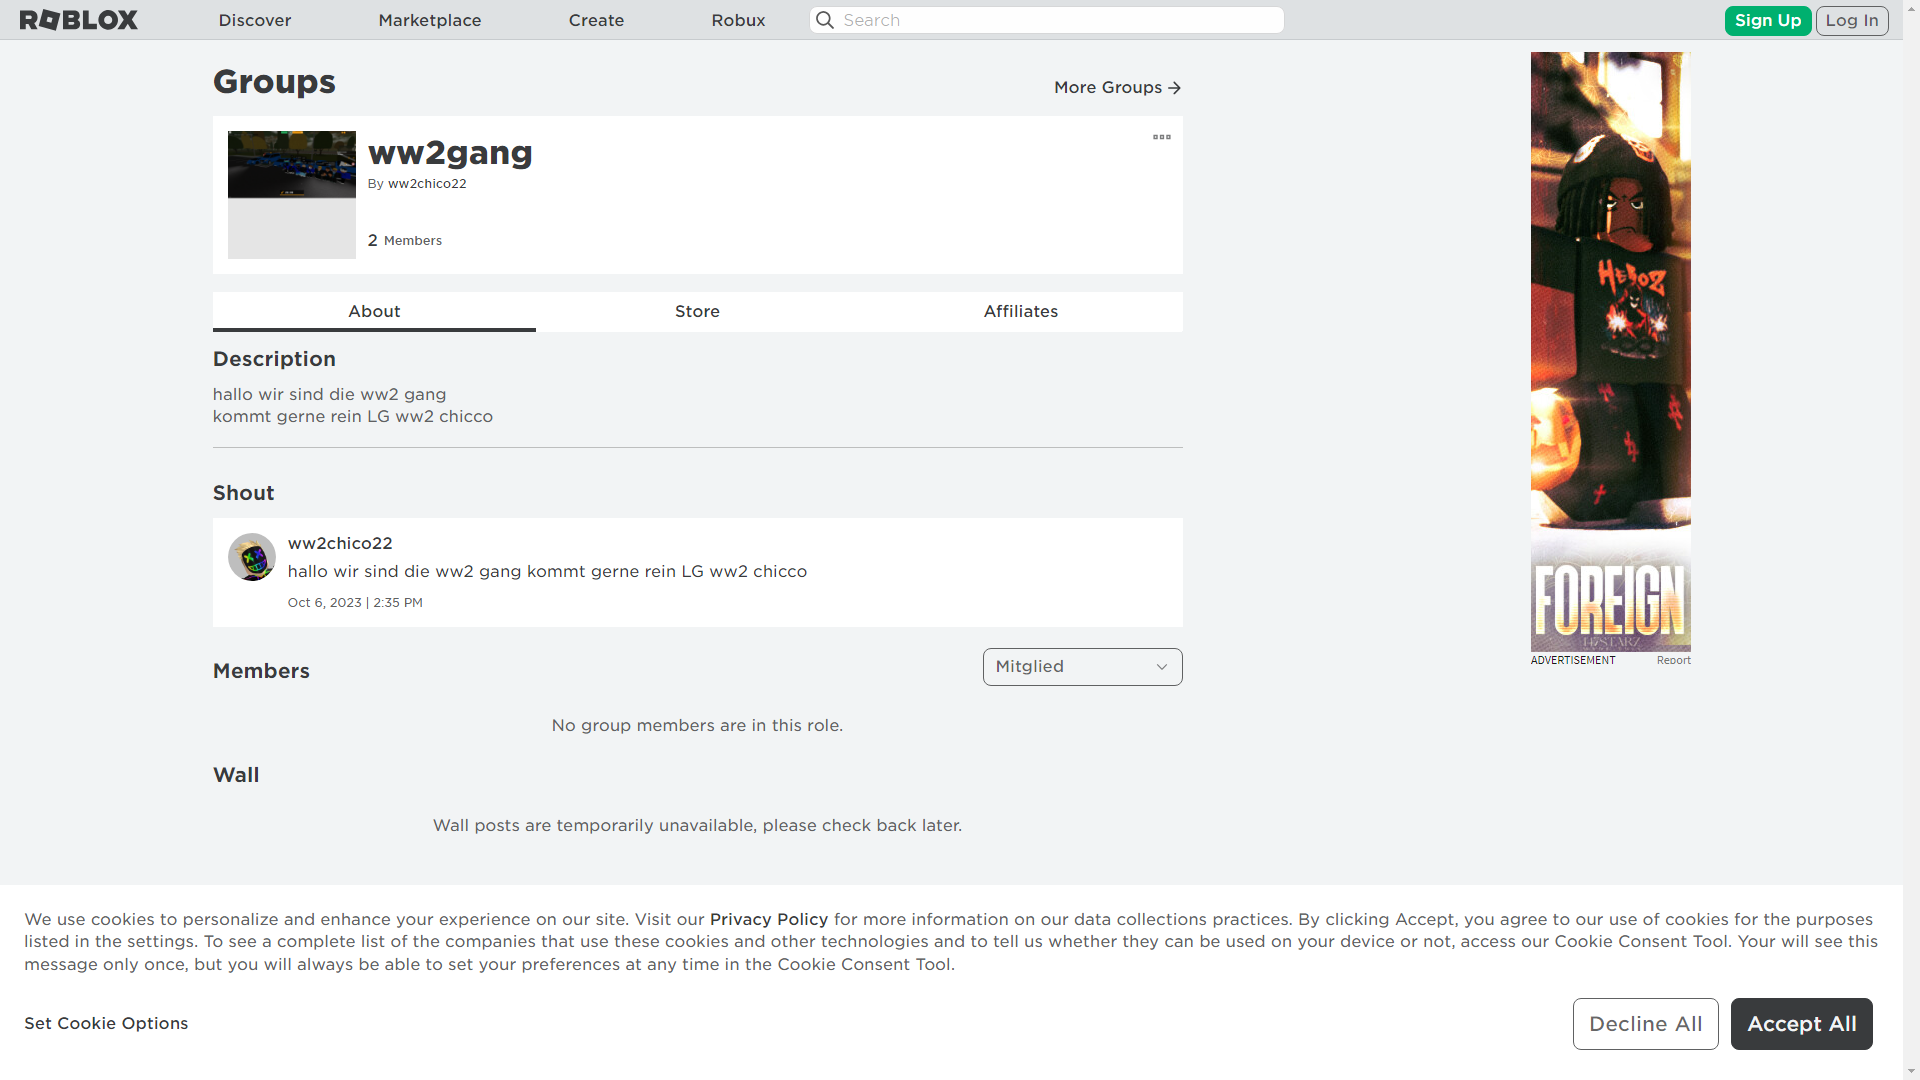 ROBLOX
Discover
Marketplace
Create
Robux
Search
Sign Up
Log In
Groups
More Groups
ww2gang
By ww2chico22
2 Members
About
Store
Affiliates
Description
hallo wir sind die ww2 gang
kommt gerne rein LG ww2 chicco
Shout
ww2chico22
hallo wir sind die ww2 gang kommt gerne rein LG ww2 chicco
Oct 6, 2023 | 2:35 PM
Members
Mitglied
No group members are in this role.
Wall
Wall posts are temporarily unavailable, please check back later.
FOREIGN
ADVERTISEMENT
Report
We use cookies to personalize and enhance your experience on our site. Visit our Privacy Policy for more information on our data collections practices. By clicking Accept, you agree to our use of cookies for the purposes
listed in the settings. To see a complete list of the companies that use these cookies and other technologies and to tell us whether they can be used on your device or not, access our Cookie Consent Tool. Your will see this
message only once, but you will always be able to set your preferences at any time in the Cookie Consent Tool.
Set Cookie Options
Decline All
Accept All